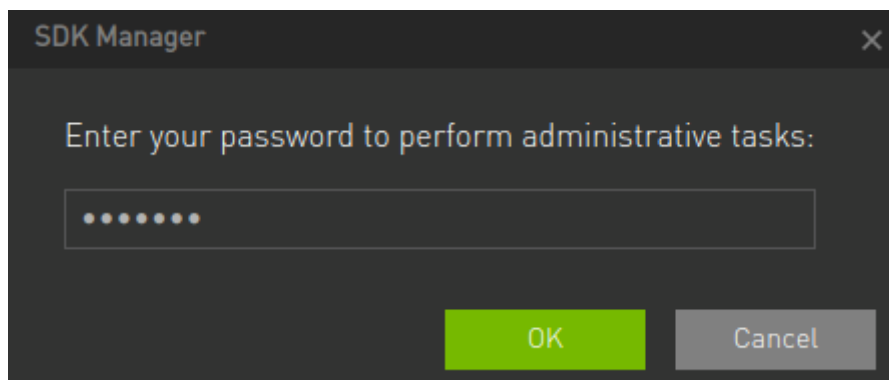 SDK Manager
Enter your password to perform administrative tasks:
•••••••
OK
Cancel